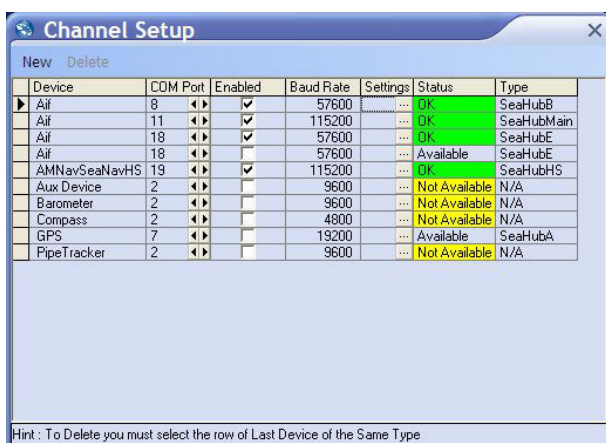 Channel Setup
New Delete
Device COM Port Enabled Baud Rate Settings Status Type
Aif 8 57600 ... OK SeaHubB
Aif 11 115200 ... OK SeaHubMain
Aif 18 57600 ... OK SeaHubE
Aif 18 57600 ... Available SeaHubE
AMNavSeaNavHS 19 115200 ... OK SeaHubHS
Aux Device 2 9600 ... Not Available N/A
Barometer 2 9600 ... Not Available N/A
Compass 2 4800 ... Not Available N/A
GPS 7 19200 ... Available SeaHubA
PipeTracker 2 9600 ... Not Available N/A
Hint : To Delete you must select the row of Last Device of the Same Type